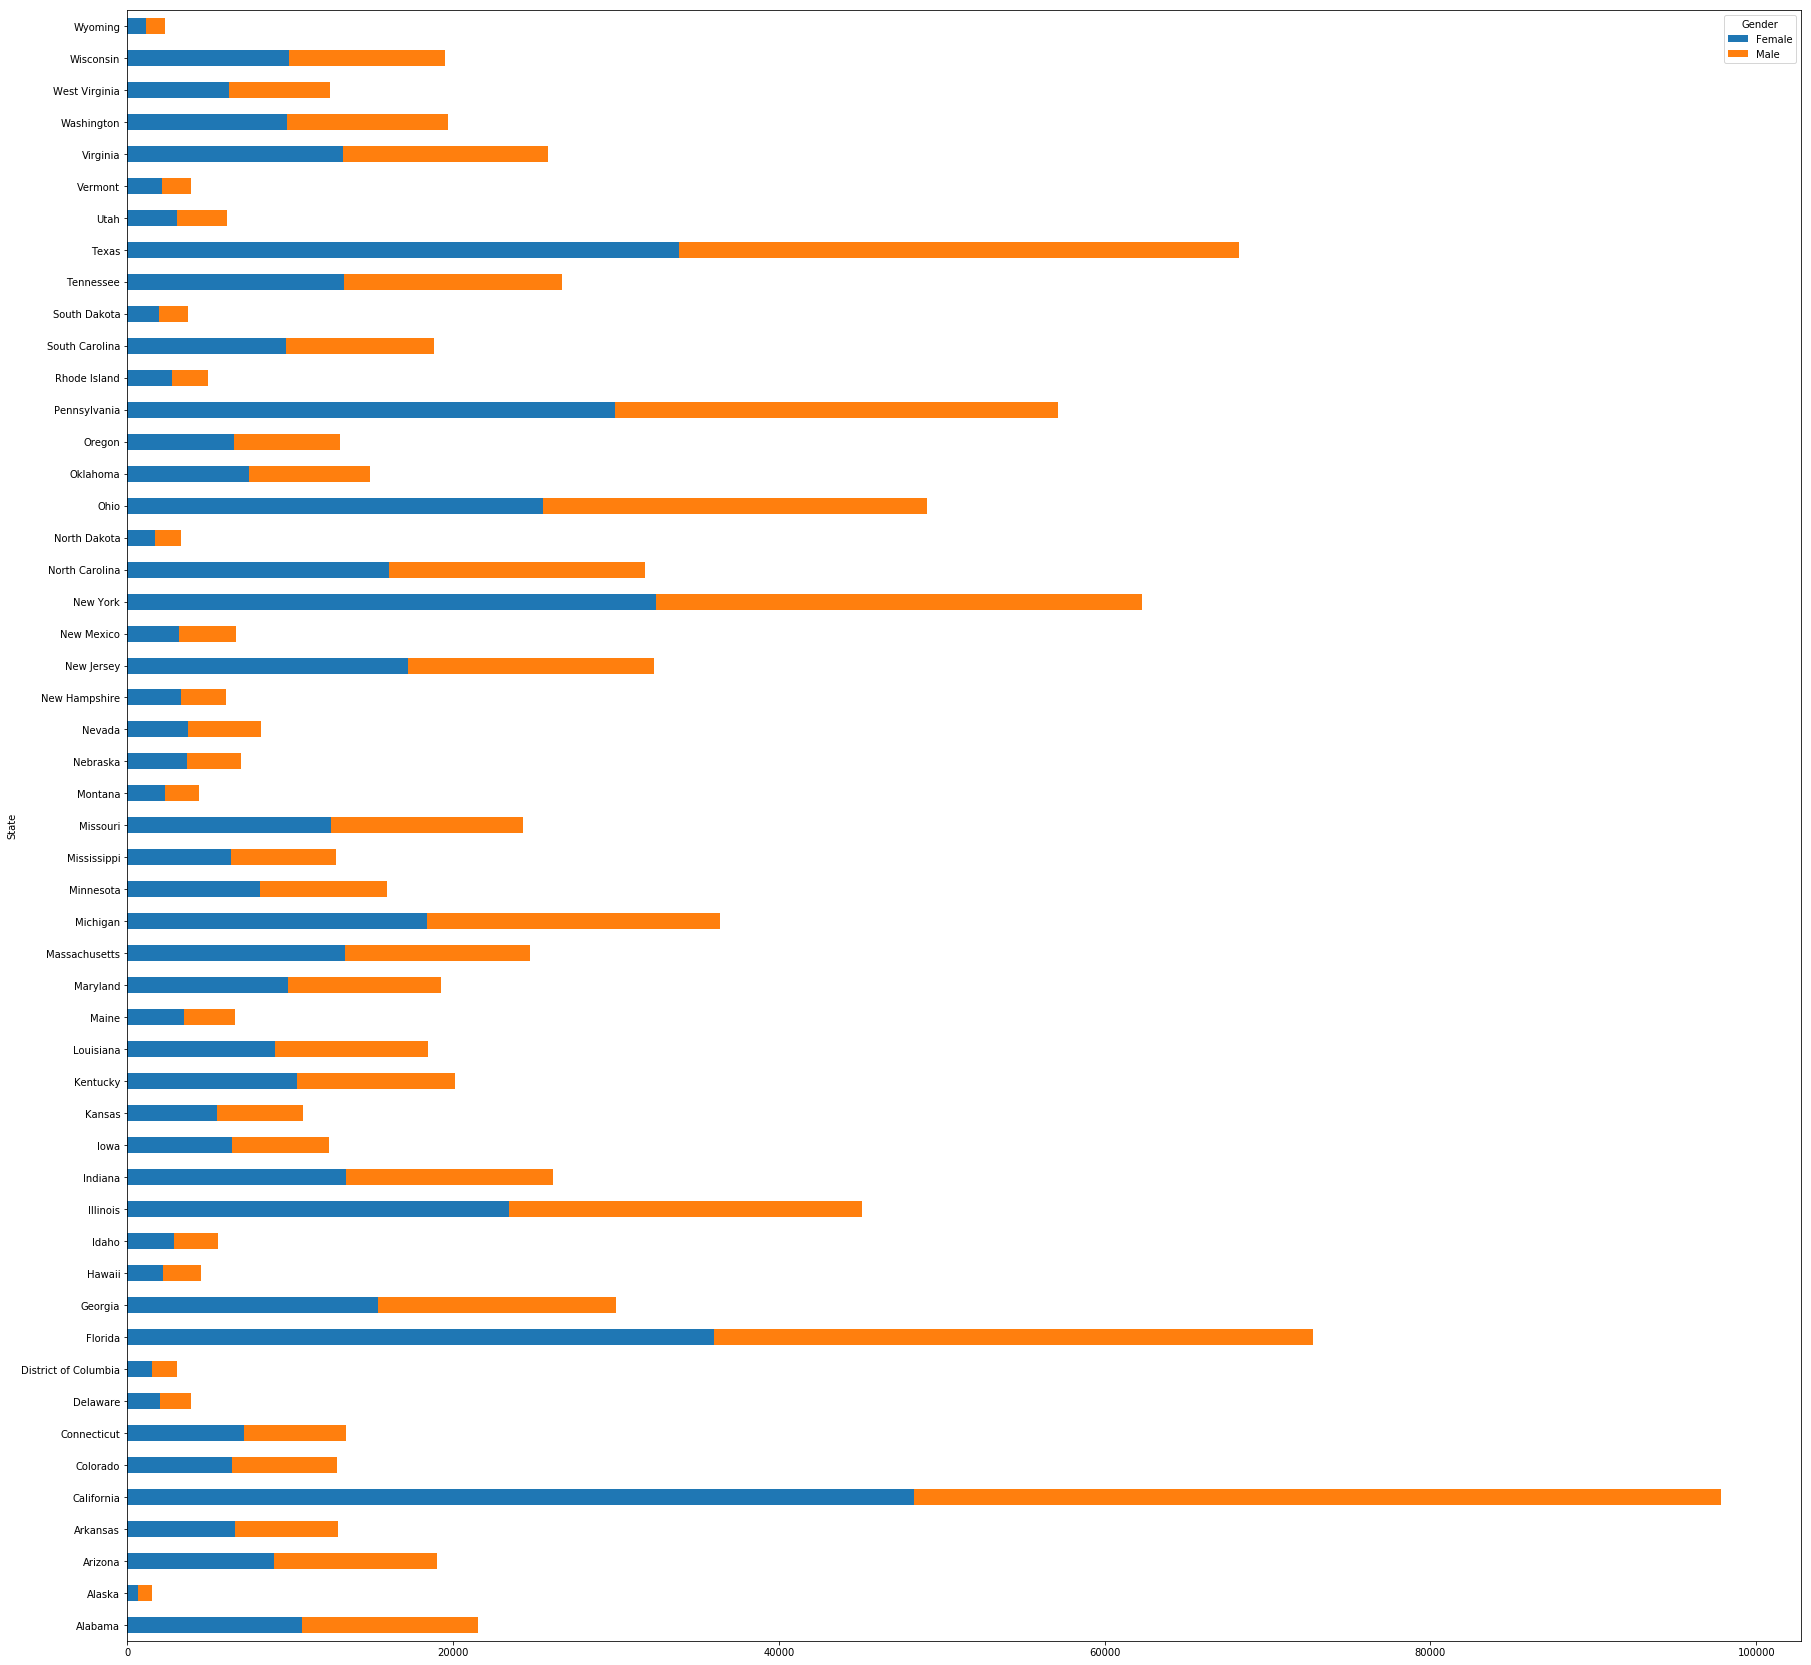 Gender
Female
Male
Wyoming
Wisconsin
West Virginia
Washington
Virginia
Vermont
Utah
Texas
Tennessee
South Dakota
South Carolina
Rhode Island
Pennsylvania
Oregon
Oklahoma
Ohio
North Dakota
North Carolina
New York
New Mexico
New Jersey
New Hampshire
Nevada
Nebraska
Montana
Missouri
Mississippi
Minnesota
Michigan
Massachusetts
Maryland
Maine
Louisiana
Kentucky
Kansas
Iowa
Indiana
Illinois
Idaho
Hawaii
Georgia
Florida
District of Columbia
Delaware
Connecticut
Colorado
California
Arkansas
Arizona
Alaska
Alabama
State
0 20000 40000 60000 80000 100000